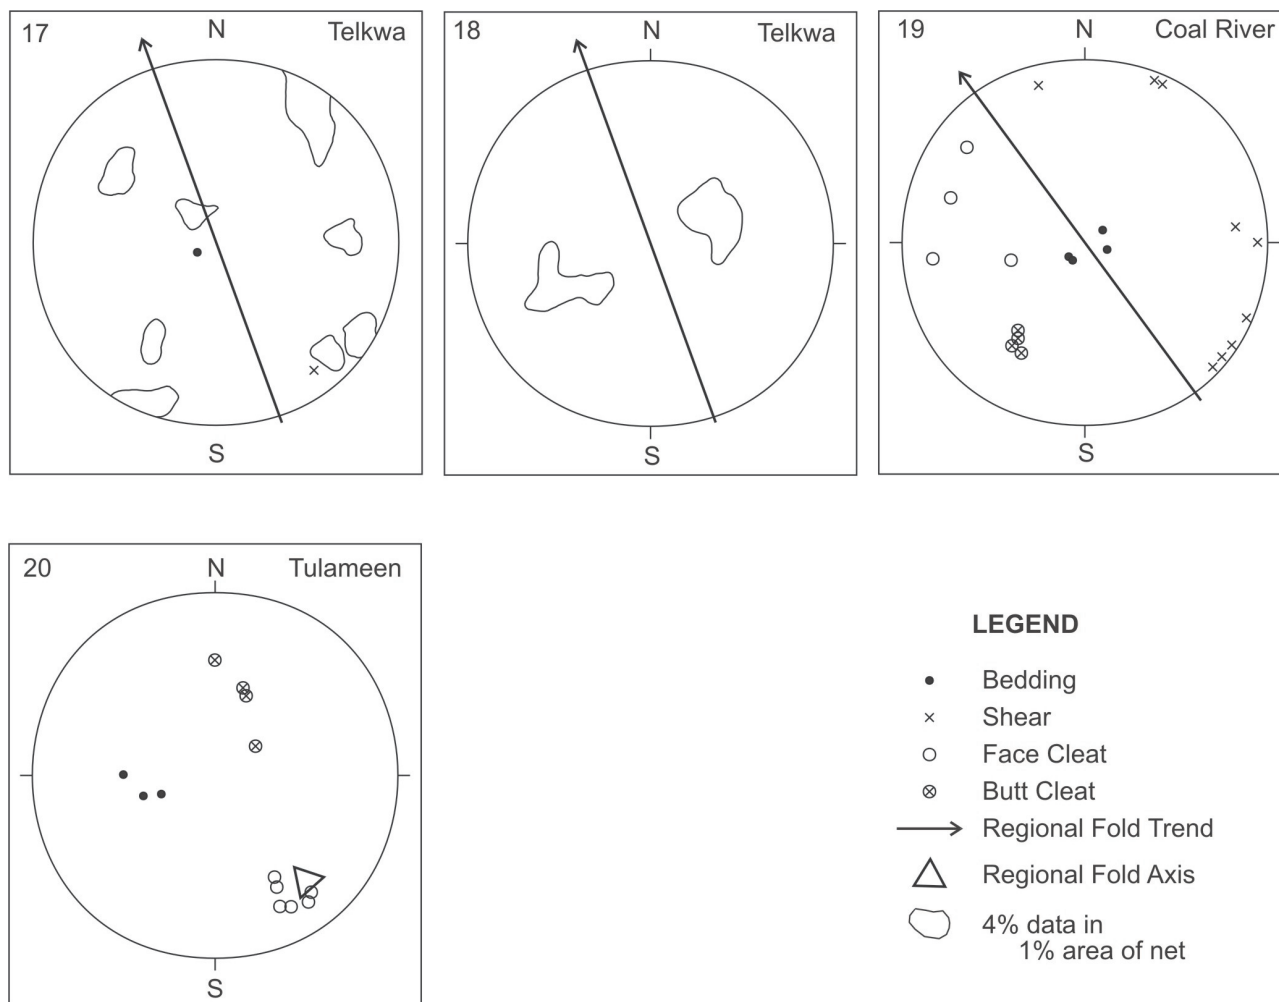 17
N
Telkwa
S
18
N
Telkwa
S
19
N
Coal River
S
20
N
Tulameen
S
LEGEND
Bedding
Shear
Face Cleat
Butt Cleat
Regional Fold Trend
Regional Fold Axis
4% data in
1% area of net